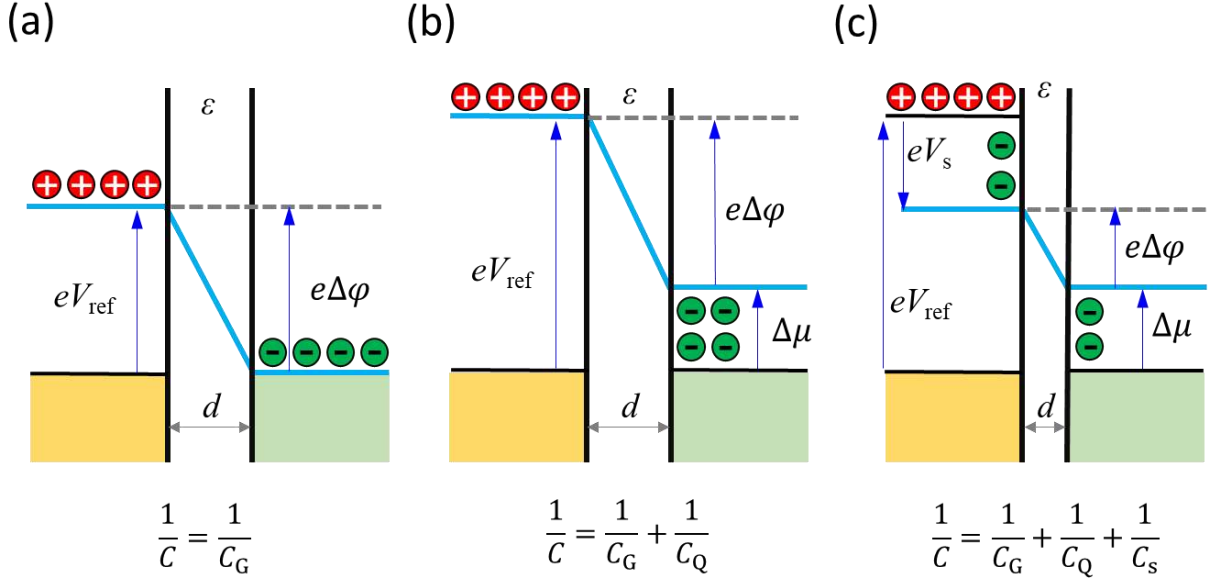 (a)
(b)
(c)
ε
ε
ε
+ + + +
+ + + +
+ + + +
eV_ref
eΔφ
- - - -
d
eV_ref
eΔφ
- -
- -
Δμ
d
eV_s
-
-
eV_ref
eΔφ
-
-
Δμ
d
1/C = 1/C_G
1/C = 1/C_G + 1/C_Q
1/C = 1/C_G + 1/C_Q + 1/C_s